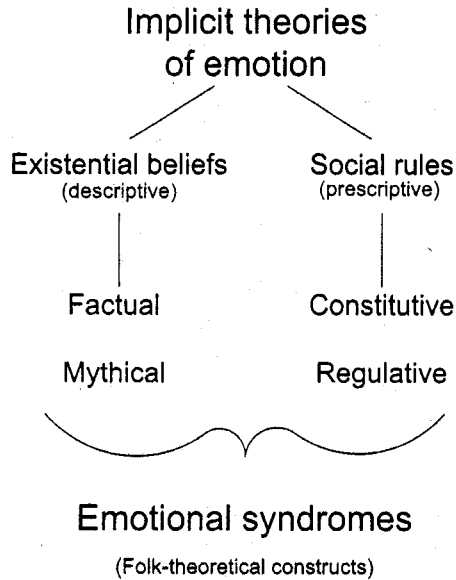 Implicit theories
of emotion
Existential beliefs
(descriptive)
Social rules
(prescriptive)
Factual
Constitutive
Mythical
Regulative
Emotional syndromes
(Folk-theoretical constructs)